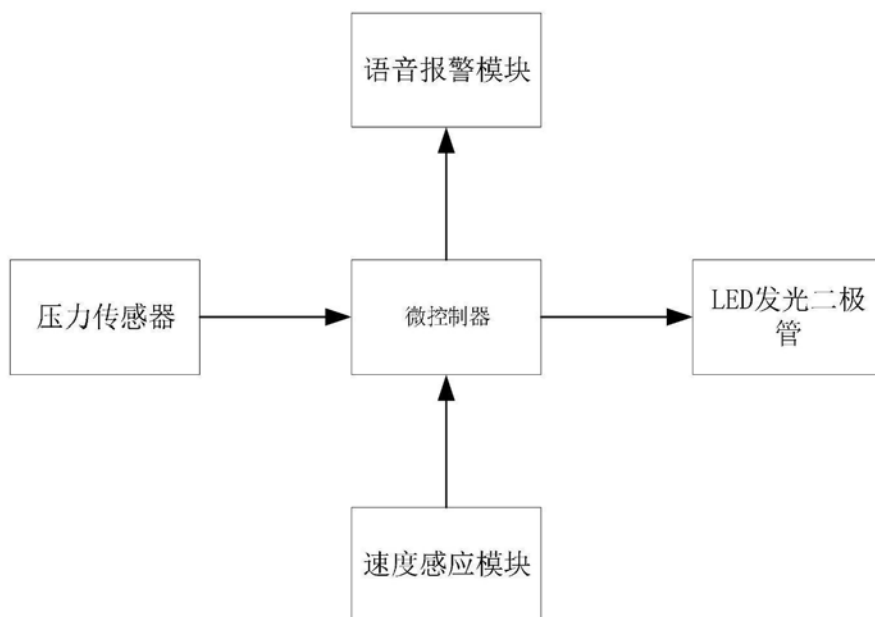 语音报警模块
压力传感器
微控制器
LED发光二极
管
速度感应模块